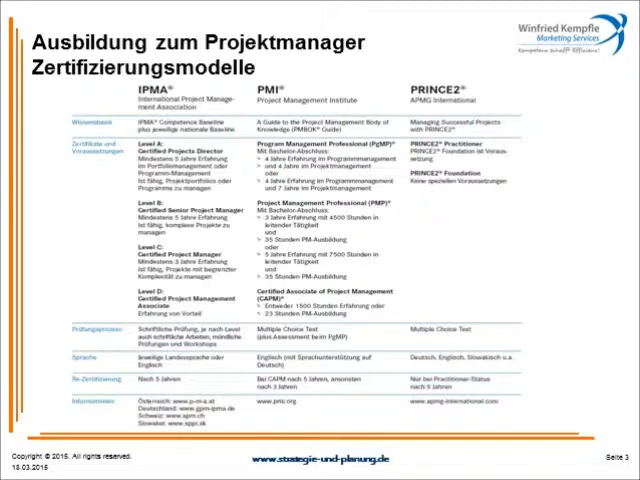 Ausbildung zum Projektmanager
Zertifizierungsmodelle
Winfried Kempfle
Marketing Services
Kompetenz schafft Effizienz!
IPMA®
International Project Manage-
ment Association
PMI®
Project Management Institute
PRINCE2®
APMG International
Wissensbasis
IPMA® Competence Baseline
plus jeweilige nationale Baseline
A Guide to the Project Management Body of
Knowledge (PMBOK® Guide)
Managing Successful Projects
with PRINCE2®
Zertifikate und
Voraussetzungen
Level A:
Certified Projects Director
Mindestens 5 Jahre Erfahrung
im Portfoliomanagement oder
Programm-Management
Ist fähig, Projektportfolios oder
Programme zu managen
Program Management Professional (PgMP)®
Mit Bachelor-Abschluss:
> 4 Jahre Erfahrung im Programmmanagement
> und 4 Jahre im Projektmanagement
oder
> 4 Jahre Erfahrung im Programmmanagement
und 7 Jahre im Projektmanagement
PRINCE2® Practitioner
PRINCE2® Foundation ist Voraus-
setzung
PRINCE2® Foundation
Keine speziellen Voraussetzungen
Level B:
Certified Senior Project Manager
Mindestens 5 Jahre Erfahrung
Ist fähig, komplexe Projekte zu
managen
Project Management Professional (PMP)®
Mit Bachelor-Abschluss:
> 3 Jahre Erfahrung mit 4500 Stunden in
leitender Tätigkeit
und
> 35 Stunden PM-Ausbildung
oder
> 5 Jahre Erfahrung mit 7500 Stunden in
leitender Tätigkeit
und
> 35 Stunden PM-Ausbildung
Level C:
Certified Project Manager
Mindestens 3 Jahre Erfahrung
Ist fähig, Projekte mit begrenzter
Komplexität zu managen
Level D:
Certified Project Management
Associate
Erfahrung von Vorteil
Certified Associate of Project Management
(CAPM)®
> Entweder 1500 Stunden Erfahrung oder
> 23 Stunden PM-Ausbildung
Prüfungsprozess
Schriftliche Prüfung, je nach Level
auch schriftliche Arbeiten, mündliche
Prüfungen und Workshops
Multiple Choice Test
(plus Assessment beim PgMP)
Multiple Choice Test
Sprache
Jeweilige Landessprache oder
Englisch
Englisch (mit Sprachunterstützung auf
Deutsch)
Deutsch, Englisch, Slowakisch u.a.
Re-Zertifizierung
Nach 5 Jahren
Bei CAPM nach 5 Jahren, ansonsten
nach 3 Jahren
Nur bei Practitioner-Status
nach 5 Jahren
Informationen
Österreich: www.p-m-a.at
Deutschland: www.gpm-ipma.de
Schweiz: www.spm.ch
Slowakei: www.sppr.sk
www.pmi.org
www.apmg-international.com
Copyright © 2015. All rights reserved.
18.03.2015
www.strategie-und-planung.de
Seite 3